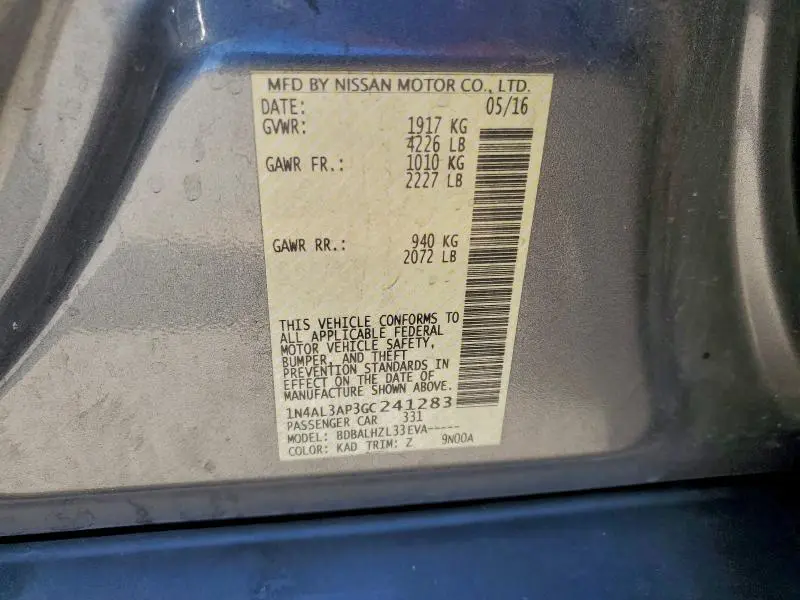 MFD BY NISSAN MOTOR CO., LTD.
DATE: 05/16
GVWR: 1917 KG
4226 LB
GAWR FR.: 1010 KG
2227 LB
GAWR RR.: 940 KG
2072 LB
THIS VEHICLE CONFORMS TO
ALL APPLICABLE FEDERAL
MOTOR VEHICLE SAFETY,
BUMPER, AND THEFT
PREVENTION STANDARDS IN
EFFECT ON THE DATE OF
MANUFACTURE SHOWN ABOVE.
1N4AL3AP3GC241283
PASSENGER CAR 331
MODEL: BDBALHZL33EVA-----
COLOR: KAD TRIM: Z 9N00A